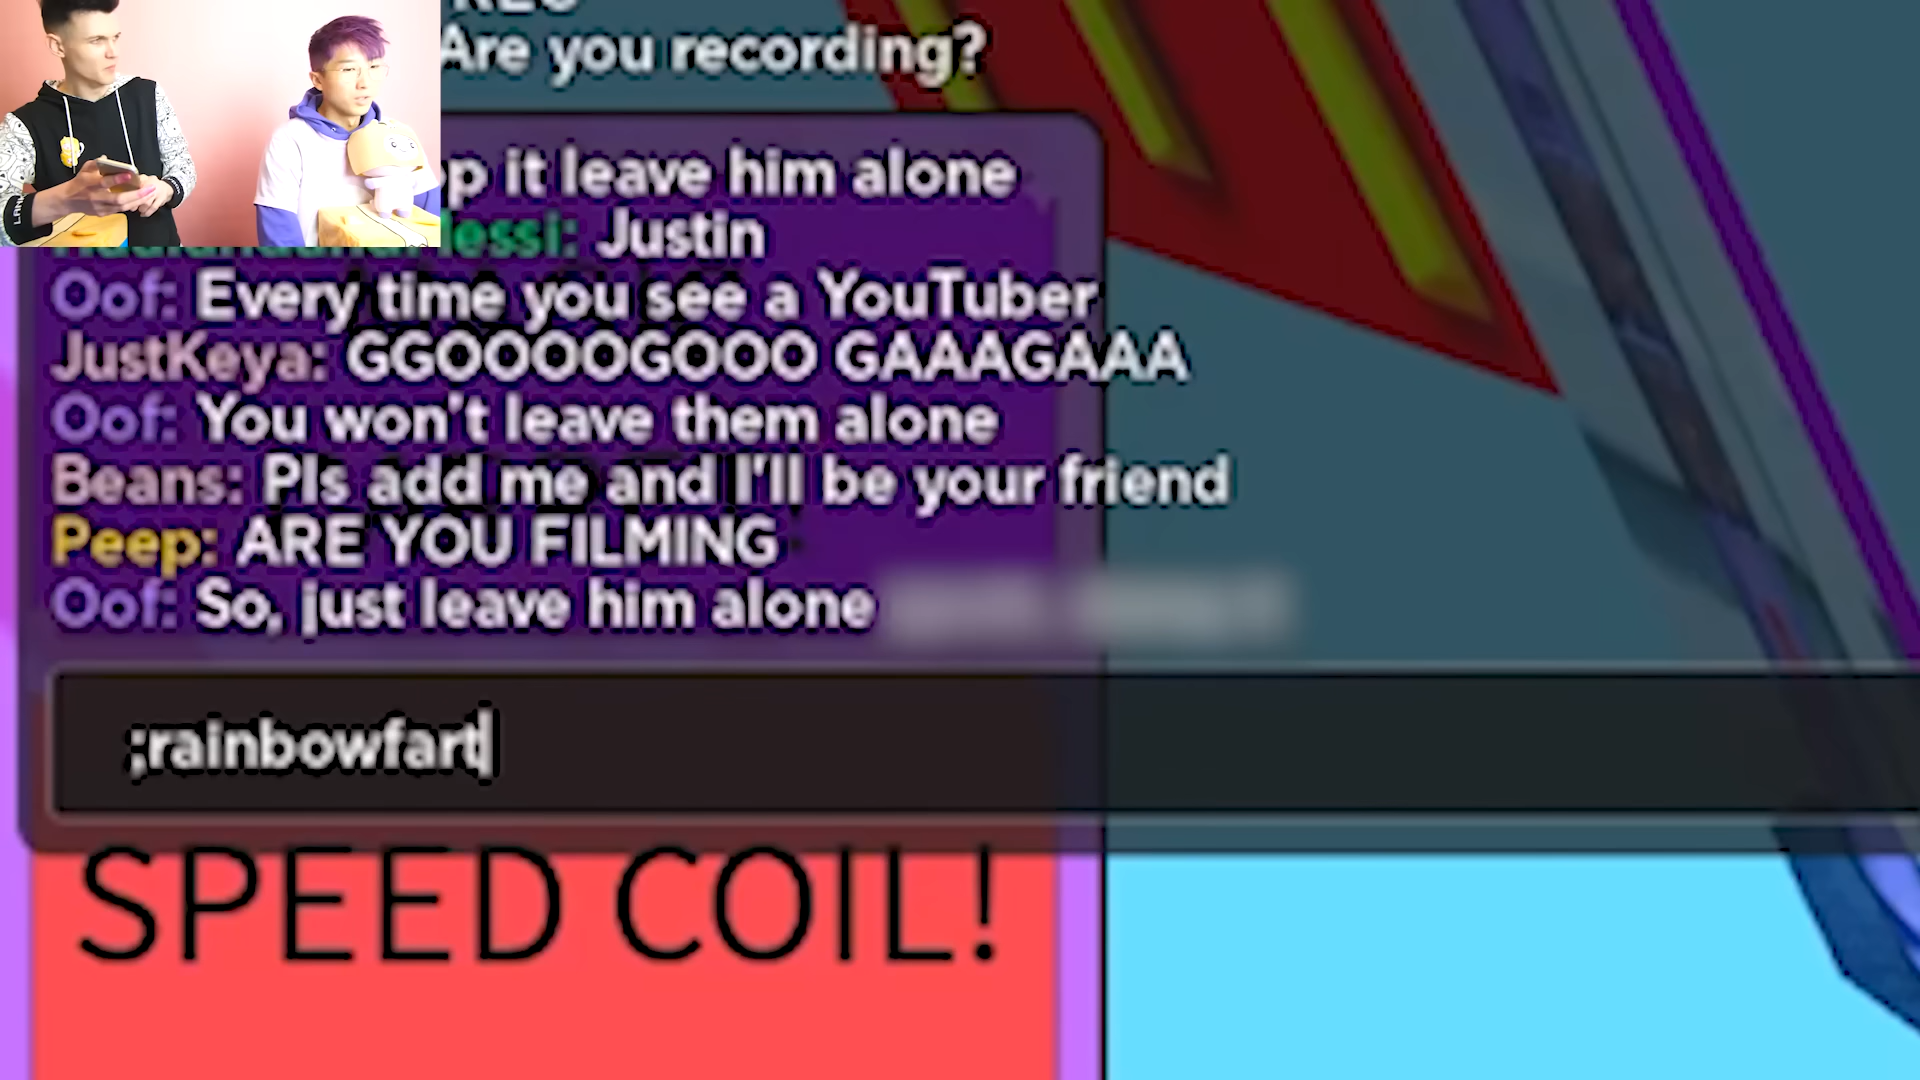 Are you recording?
it leave him alone
essi: Justin
Oof: Every time you see a YouTuber
JustKeya: GGOOOOGOOO GAAAGAAA
Oof: You won't leave them alone
Beans: Pls add me and I'll be your friend
Peep: ARE YOU FILMING
Oof: So, just leave him alone
;rainbowfart
SPEED COIL!